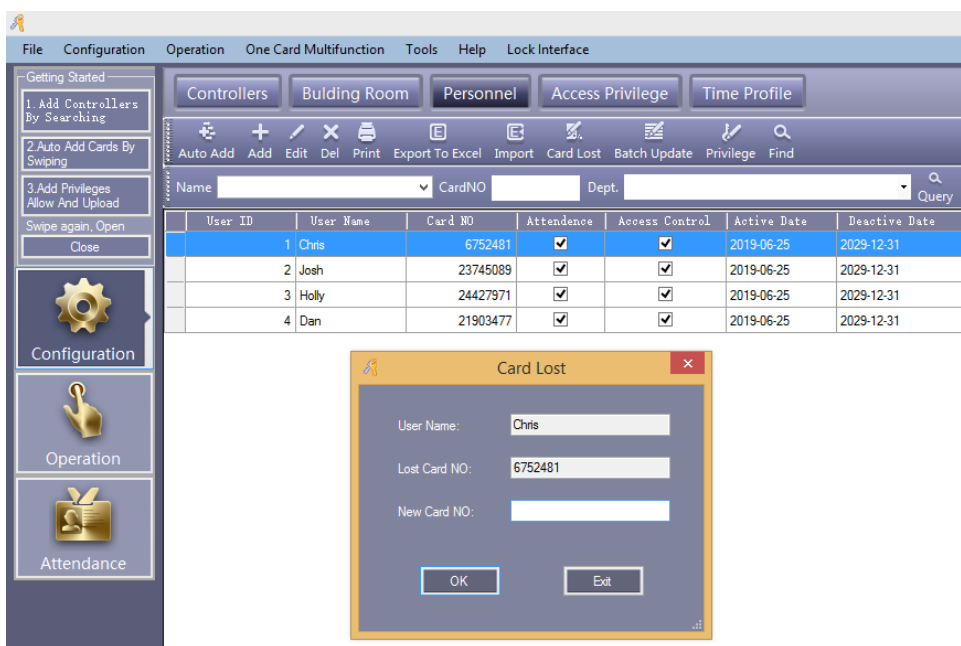 File Configuration Operation One Card Multifunction Tools Help Lock Interface
Getting Started
1. Add Controllers
By Searching
2.Auto Add Cards By
Swiping
3.Add Privileges
Allow And Upload
Swipe again, Open
Close
Configuration
Operation
Attendance
Controllers Bulding Room Personnel Access Privilege Time Profile
Auto Add Add Edit Del Print Export To Excel Import Card Lost Batch Update Privilege Find
Name CardNO Dept. Query
User ID User Name Card NO Attendence Access Control Active Date Deactive Date
1 Chris 6752481 2019-06-25 2029-12-31
2 Josh 23745089 2019-06-25 2029-12-31
3 Holly 24427971 2019-06-25 2029-12-31
4 Dan 21903477 2019-06-25 2029-12-31
Card Lost
User Name: Chris
Lost Card NO: 6752481
New Card NO:
OK Exit